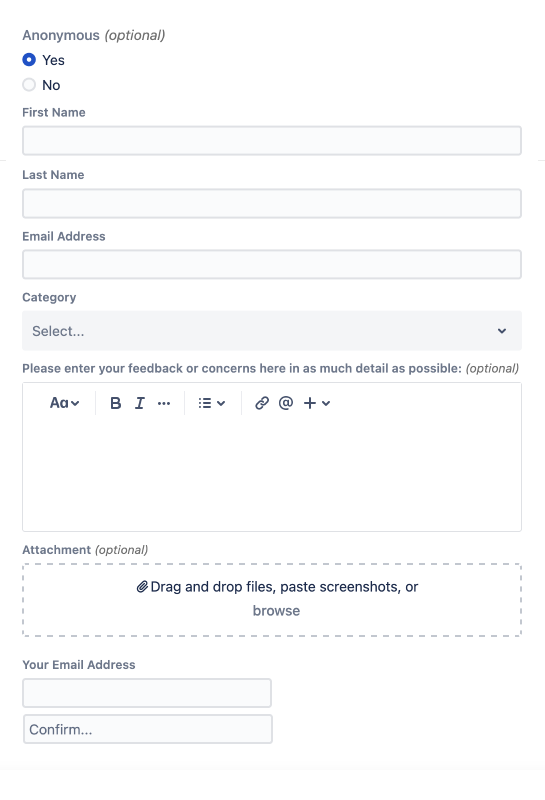 Anonymous (optional)
Yes
No
First Name
Last Name
Email Address
Category
Select...
Please enter your feedback or concerns here in as much detail as possible: (optional)
Aa B I ••• @ +
Attachment (optional)
Drag and drop files, paste screenshots, or
browse
Your Email Address
Confirm...